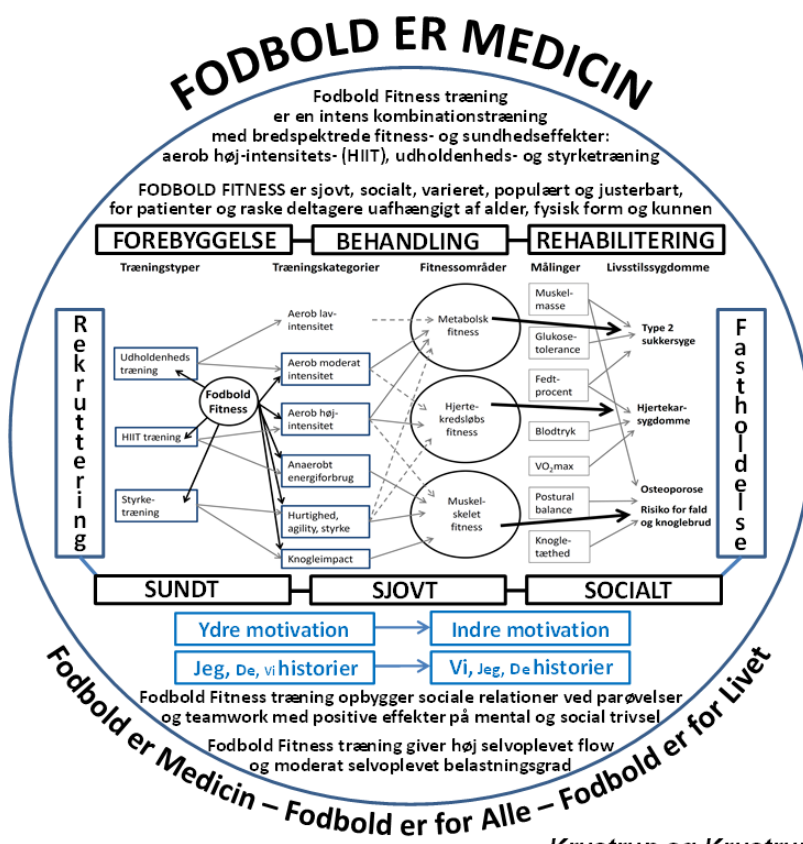 FODBOLD ER MEDICIN
Fodbold Fitness træning
er en intens kombinationstræning
med bredspektrede fitness- og sundhedseffekter:
aerob høj-intensitets- (HIIT), udholdenheds- og styrketræning
FODBOLD FITNESS er sjovt, socialt, varieret, populært og justerbart,
for patienter og raske deltagere uafhængigt af alder, fysisk form og kunnen
FOREBYGGELSE
BEHANDLING
REHABILITERING
Træningstyper
Træningskategorier
Fitnessområder
Målinger
Livsstilssygdomme
Rekruttering
Udholdenheds
træning
HIIT træning
Styrke-
træning
Fodbold
Fitness
Aerob lav-
intensitet
Aerob moderat
intensitet
Aerob høj-
intensitet
Anaerobt
energiforbrug
Hurtighed,
agility, styrke
Knogleimpact
Metabolsk
fitness
Hjerte-
kredsløbs
fitness
Muskel-
skelet
fitness
Muskel-
masse
Glukose-
tolerance
Fedt-
procent
Blodtryk
VO₂max
Postural
balance
Knogle-
tæthed
Type 2
sukkersyge
Hjertekar-
sygdomme
Osteoporose
Risiko for fald
og knoglebrud
Fastholdelse
SUNDT
SJOVT
SOCIALT
Ydre motivation
Indre motivation
Jeg, De, Vi historier
Vi, Jeg, De historier
Fodbold Fitness træning opbygger sociale relationer ved parøvelser
og teamwork med positive effekter på mental og social trivsel
Fodbold Fitness træning giver høj selvoplevet flow
og moderat selvoplevet belastningsgrad
Fodbold er Medicin – Fodbold er for Alle – Fodbold er for Livet